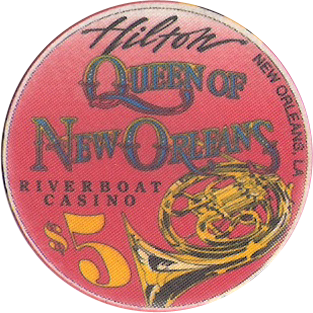 Hilton
QUEEN OF
NEW ORLEANS
NEW ORLEANS, LA
RIVERBOAT
CASINO
$5